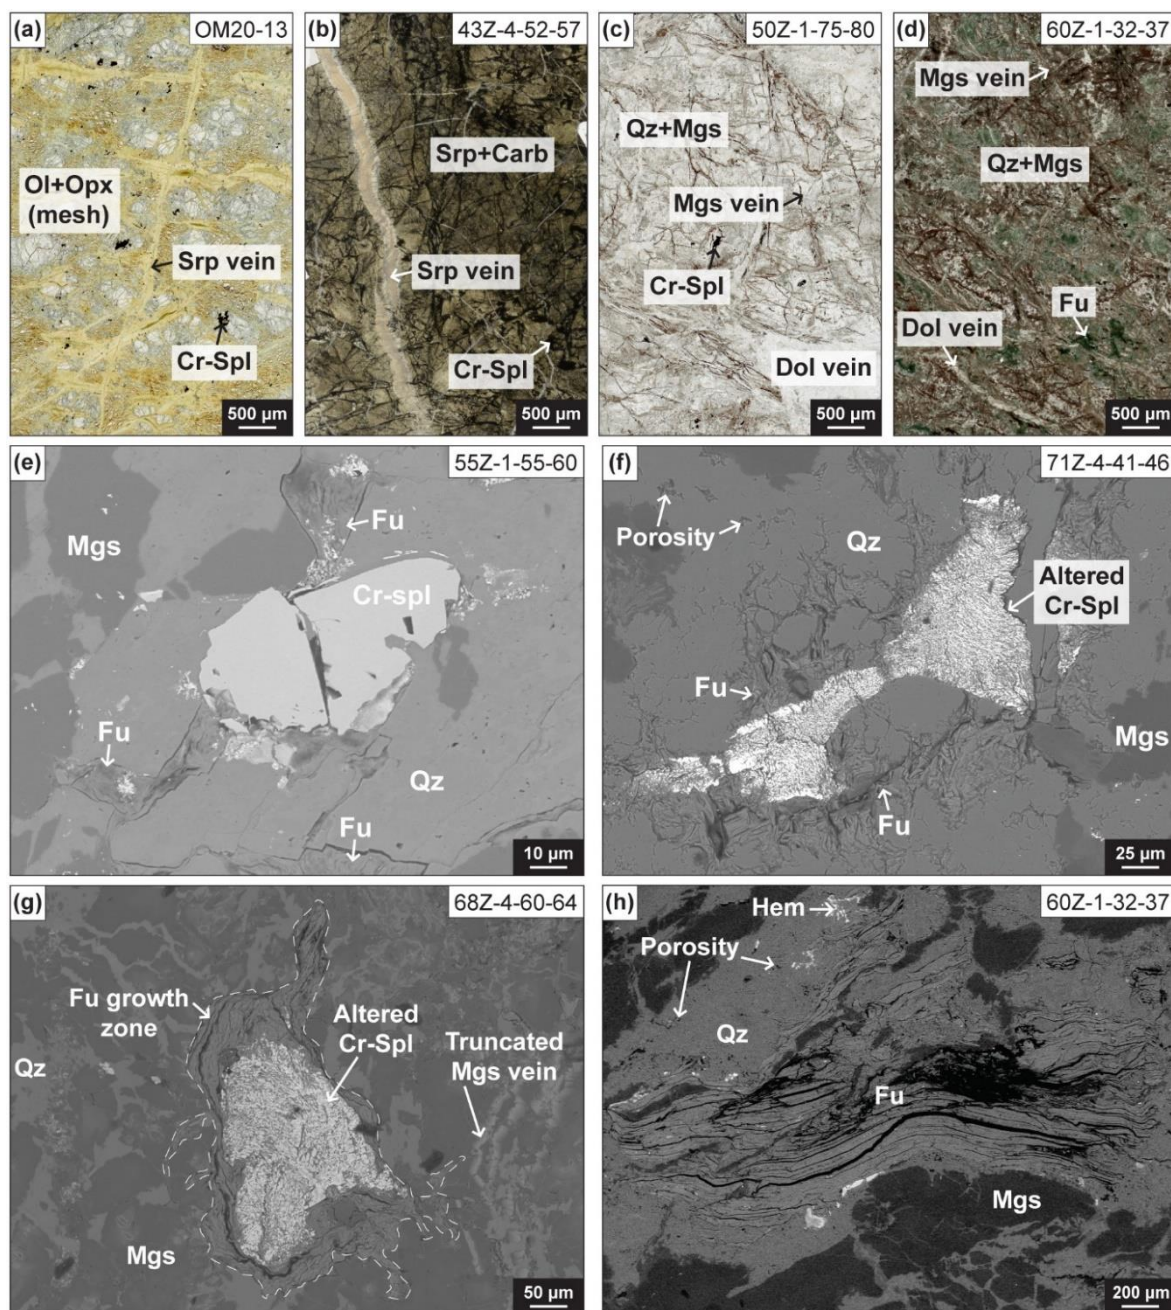 (a)
OM20-13
Ol+Opx
(mesh)
Srp vein
Cr-Spl
500 µm
(b)
43Z-4-52-57
Srp+Carb
Srp vein
Cr-Spl
500 µm
(c)
50Z-1-75-80
Qz+Mgs
Mgs vein
Cr-Spl
Dol vein
500 µm
(d)
60Z-1-32-37
Mgs vein
Qz+Mgs
Fu
Dol vein
500 µm
(e)
55Z-1-55-60
Mgs
Fu
Cr-spl
Fu
Qz
Fu
10 µm
(f)
71Z-4-41-46
Porosity
Qz
Altered
Cr-Spl
Fu
Mgs
Fu
25 µm
(g)
68Z-4-60-64
Fu growth
zone
Altered
Cr-Spl
Truncated
Mgs vein
Qz
Mgs
50 µm
(h)
60Z-1-32-37
Hem
Porosity
Qz
Fu
Mgs
200 µm